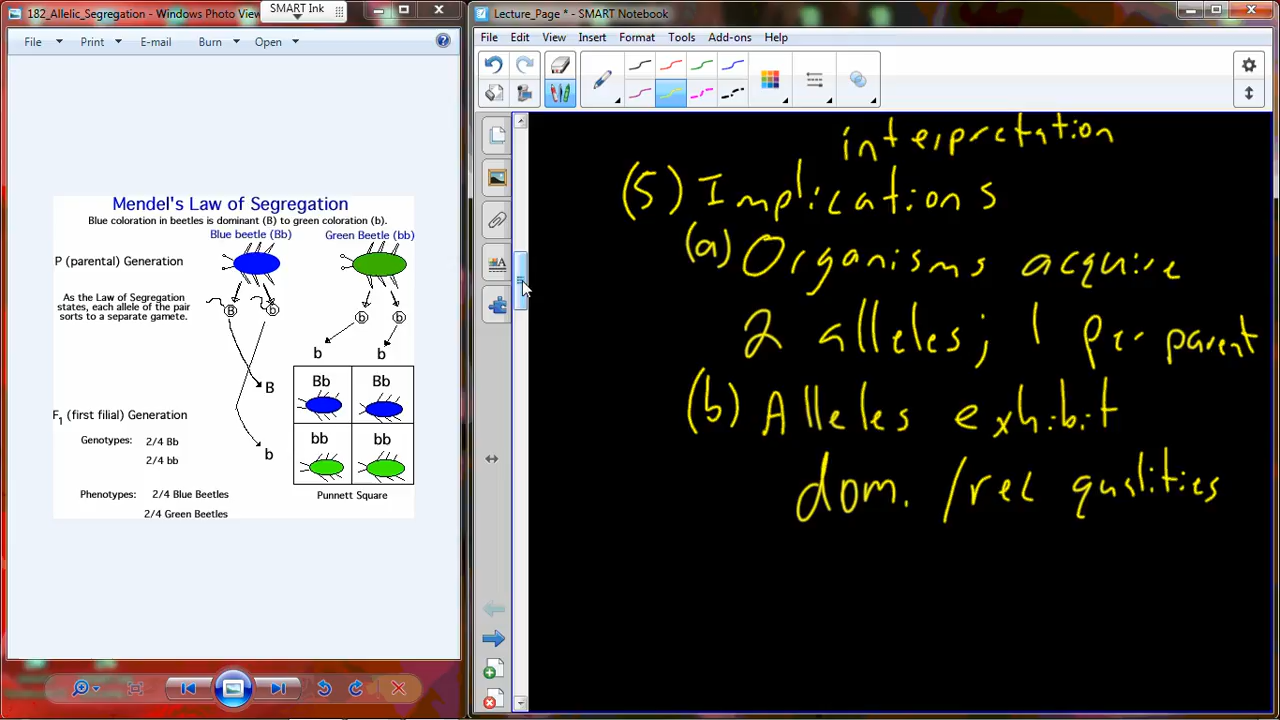 182_Allelic_Segregation - Windows Photo View
SMART Ink
File Print E-mail Burn Open
Mendel's Law of Segregation
Blue coloration in beetles is dominant (B) to green coloration (b).
Blue beetle (Bb) Green Beetle (bb)
P (parental) Generation
As the Law of Segregation
states, each allele of the pair
sorts to a separate gamete.
B b b b
b b
B
b
Bb Bb
bb bb
F1 (first filial) Generation
Genotypes: 2/4 Bb
2/4 bb
Phenotypes: 2/4 Blue Beetles
2/4 Green Beetles
Punnett Square
Lecture_Page * - SMART Notebook
File Edit View Insert Format Tools Add-ons Help
interpretation
(5) Implications
(a) Organisms acquire
2 alleles; 1 per parent
(b) Alleles exhibit
dom. /rec qualities